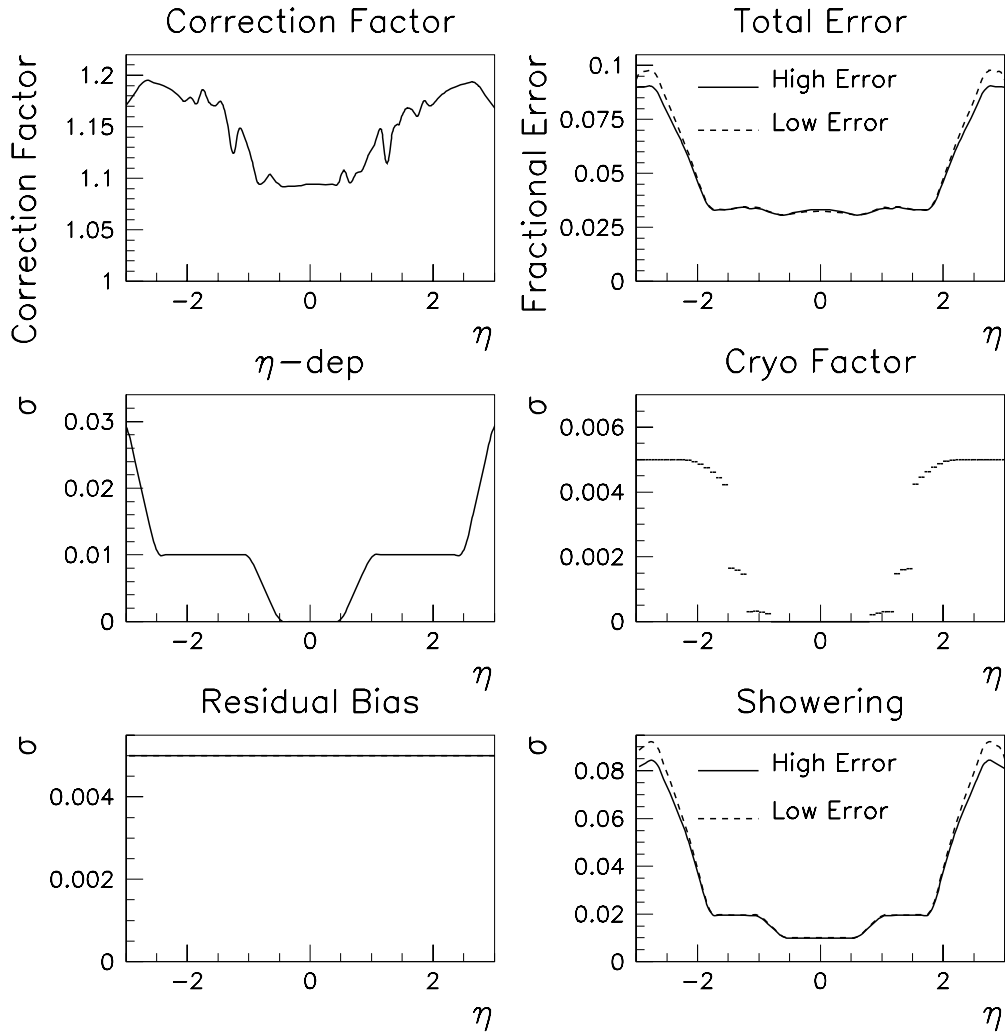 Correction Factor
Correction Factor
1.2
1.15
1.1
1.05
1
−2
0
2
η
Total Error
Fractional Error
0.1
0.075
0.05
0.025
0
High Error
Low Error
−2
0
2
η
η−dep
σ
0.03
0.02
0.01
0
−2
0
2
η
Cryo Factor
σ
0.006
0.004
0.002
0
−2
0
2
η
Residual Bias
σ
0.004
0.002
0
−2
0
2
η
Showering
σ
0.08
0.06
0.04
0.02
0
High Error
Low Error
−2
0
2
η